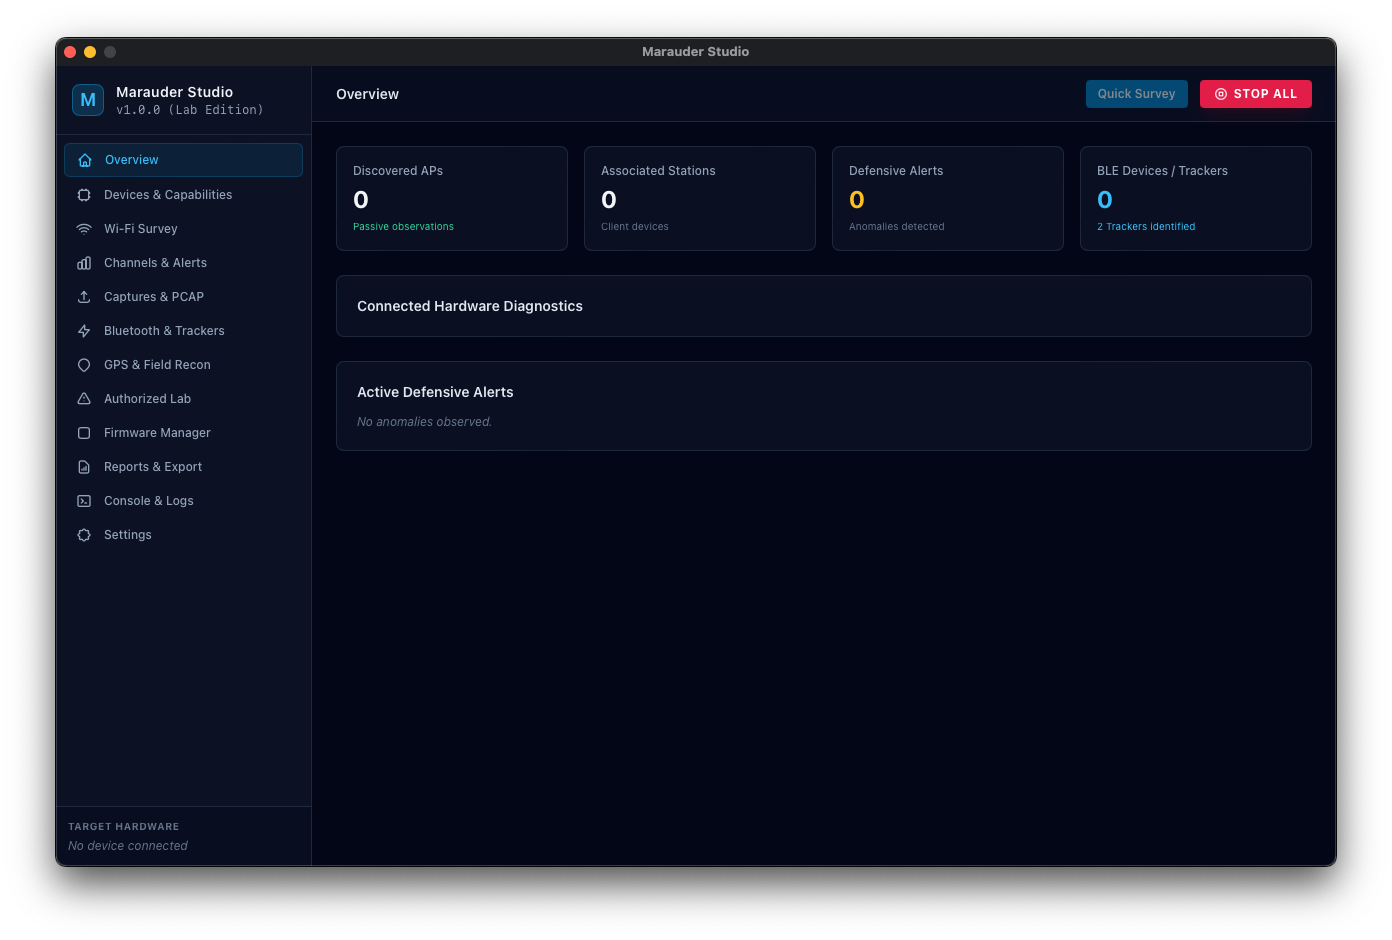 Marauder Studio
M
Marauder Studio
v1.0.0 (Lab Edition)
Overview
Devices & Capabilities
Wi-Fi Survey
Channels & Alerts
Captures & PCAP
Bluetooth & Trackers
GPS & Field Recon
Authorized Lab
Firmware Manager
Reports & Export
Console & Logs
Settings
TARGET HARDWARE
No device connected
Overview
Quick Survey
STOP ALL
Discovered APs
0
Passive observations
Associated Stations
0
Client devices
Defensive Alerts
0
Anomalies detected
BLE Devices / Trackers
0
2 Trackers identified
Connected Hardware Diagnostics
Active Defensive Alerts
No anomalies observed.